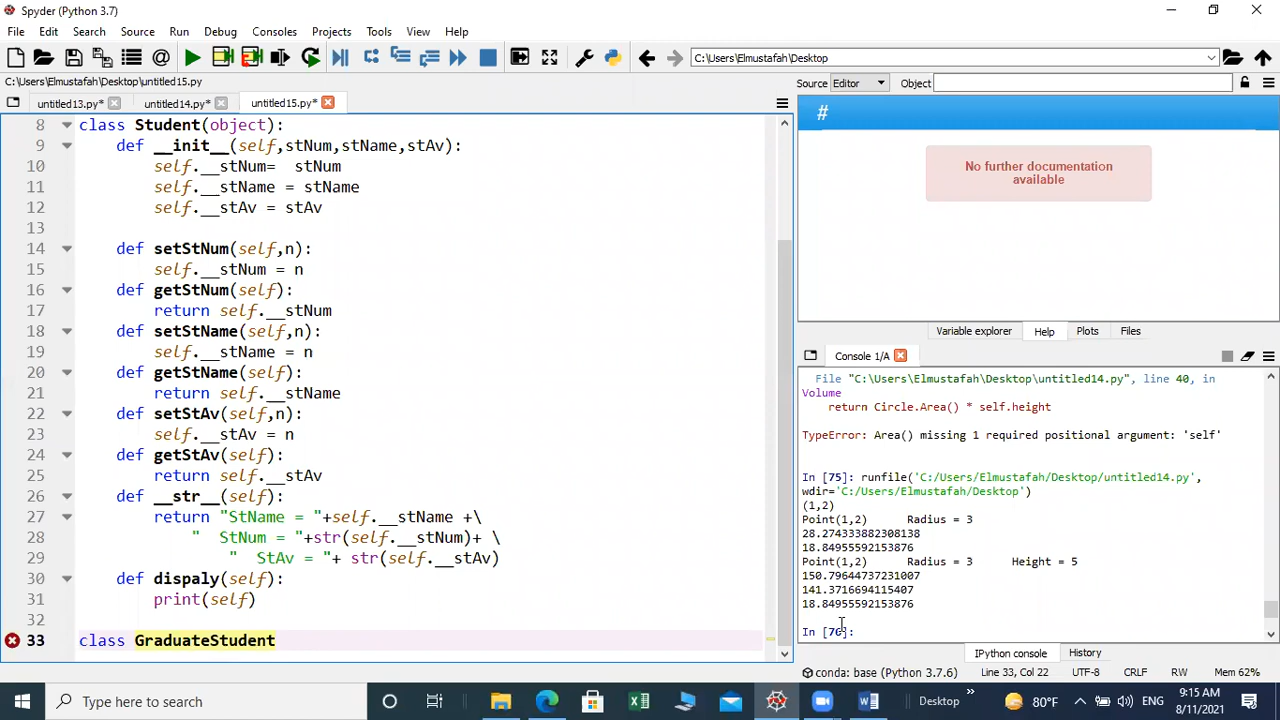 Spyder (Python 3.7)
File Edit Search Source Run Debug Consoles Projects Tools View Help
C:\Users\Elmustafah\Desktop
C:\Users\Elmustafah\Desktop\untitled15.py
Source Editor Object
untitled13.py* untitled14.py* untitled15.py*
8 class Student(object):
9 def __init__(self,stNum,stName,stAv):
10 self.__stNum=  stNum
11 self.__stName = stName
12 self.__stAv = stAv
13
14 def setStNum(self,n):
15 self.__stNum = n
16 def getStNum(self):
17 return self.__stNum
18 def setStName(self,n):
19 self.__stName = n
20 def getStName(self):
21 return self.__stName
22 def setStAv(self,n):
23 self.__stAv = n
24 def getStAv(self):
25 return self.__stAv
26 def __str__(self):
27 return "StName = "+self.__stName +\
28 "  StNum = "+str(self.__stNum)+ \
29 "  StAv = "+ str(self.__stAv)
30 def dispaly(self):
31 print(self)
32
33 class GraduateStudent
#
No further documentation
available
Variable explorer Help Plots Files
Console 1/A
File "C:\Users\Elmustafah\Desktop\untitled14.py", line 40, in
Volume
return Circle.Area() * self.height
TypeError: Area() missing 1 required positional argument: 'self'
In [75]: runfile('C:/Users/Elmustafah/Desktop/untitled14.py',
wdir='C:/Users/Elmustafah/Desktop')
(1,2)
Point(1,2) Radius = 3
28.274333882308138
18.84955592153876
Point(1,2) Radius = 3 Height = 5
150.79644737231007
141.3716694115407
18.84955592153876
In [76]:
IPython console History
conda: base (Python 3.7.6) Line 33, Col 22 UTF-8 CRLF RW Mem 62%
Type here to search
Desktop
80°F
9:15 AM
8/11/2021